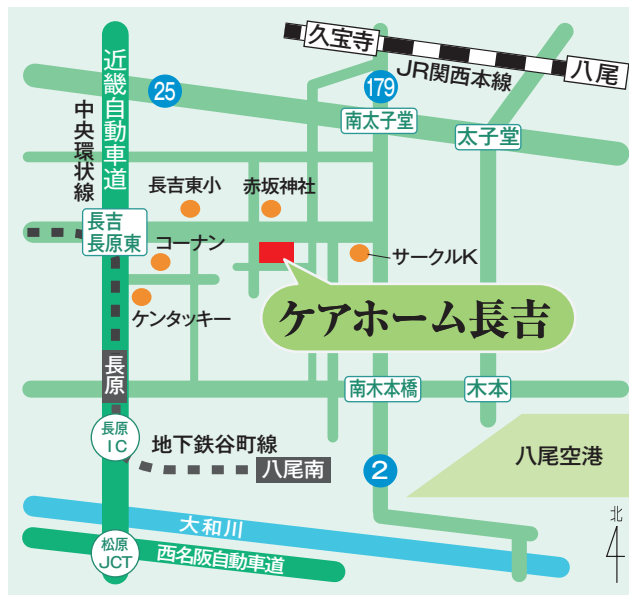 久宝寺
八尾
JR関西本線
近畿自動車道
25
179
中央環状線
南太子堂
太子堂
長吉東小
赤坂神社
長吉
長原東
コーナン
サークルK
ケンタッキー
ケアホーム長吉
長原
南木本橋
木本
長原
IC
地下鉄谷町線
八尾南
2
八尾空港
大和川
北
松原
JCT
西名阪自動車道